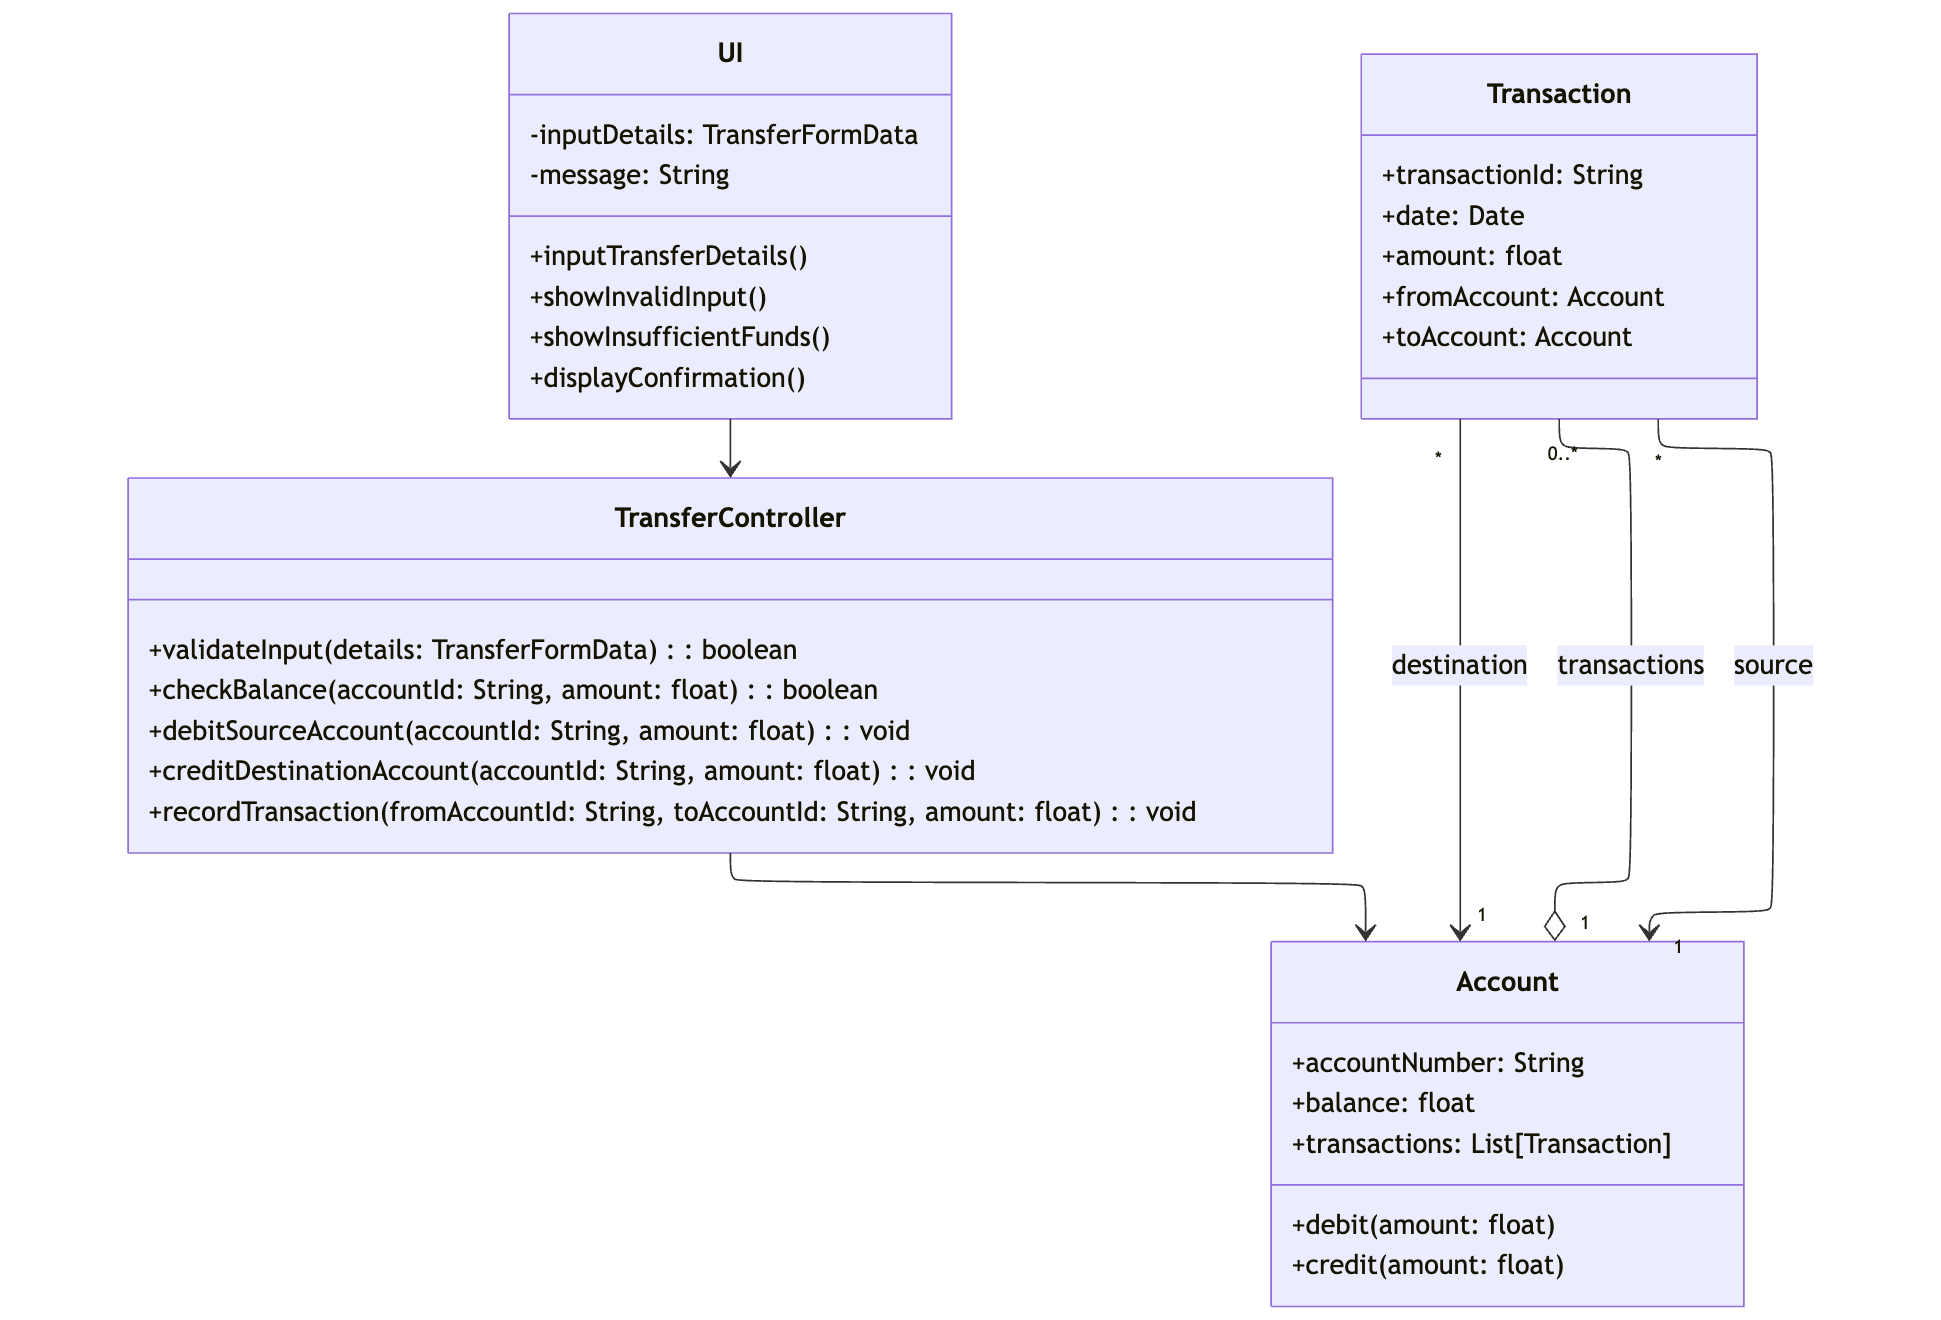 UI
-inputDetails: TransferFormData
-message: String
+inputTransferDetails()
+showInvalidInput()
+showInsufficientFunds()
+displayConfirmation()
Transaction
+transactionId: String
+date: Date
+amount: float
+fromAccount: Account
+toAccount: Account
*
0..*
*
TransferController
+validateInput(details: TransferFormData) : : boolean
+checkBalance(accountId: String, amount: float) : : boolean
+debitSourceAccount(accountId: String, amount: float) : : void
+creditDestinationAccount(accountId: String, amount: float) : : void
+recordTransaction(fromAccountId: String, toAccountId: String, amount: float) : : void
destination
transactions
source
1
1
1
Account
+accountNumber: String
+balance: float
+transactions: List[Transaction]
+debit(amount: float)
+credit(amount: float)